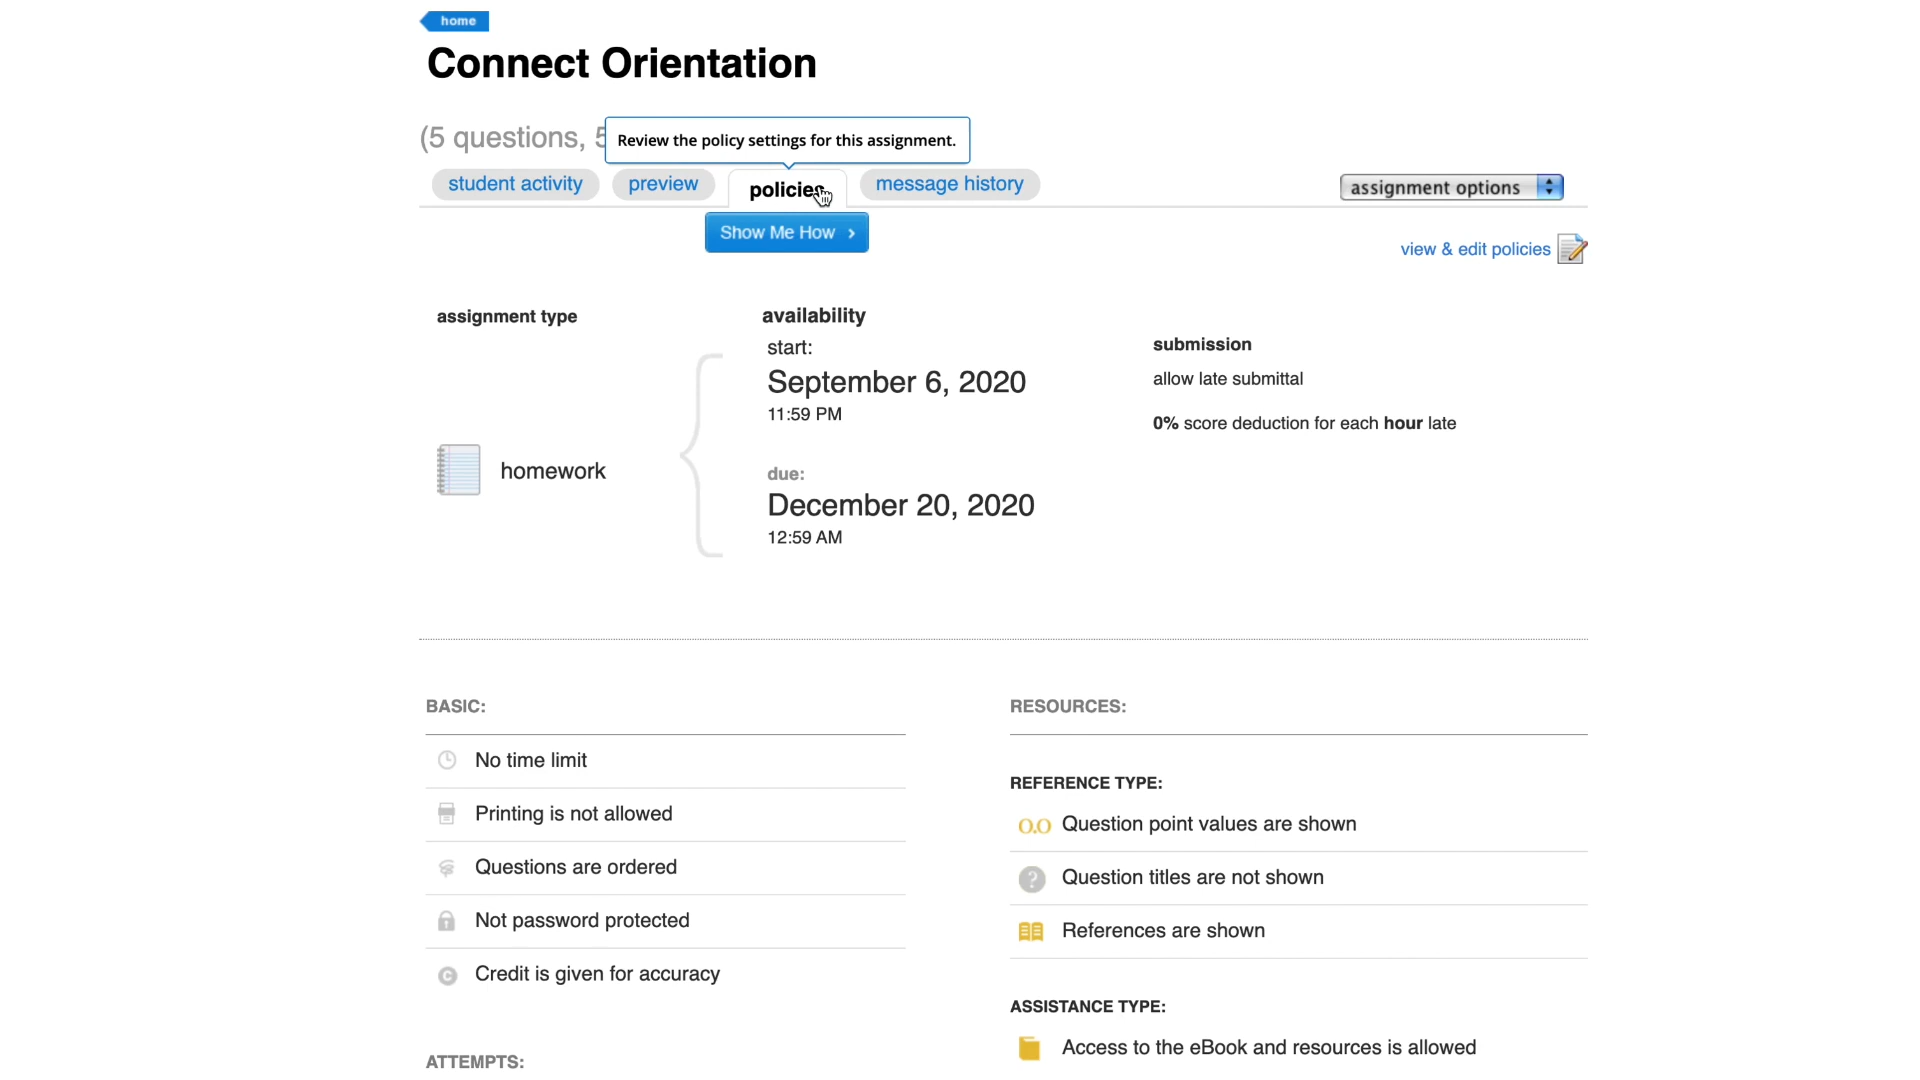 home
Connect Orientation
(5 questions, 5
Review the policy settings for this assignment.
student activity
preview
policies
message history
assignment options
Show Me How
view & edit policies
assignment type
homework
availability
start:
September 6, 2020
11:59 PM
due:
December 20, 2020
12:59 AM
submission
allow late submittal
0% score deduction for each hour late
BASIC:
No time limit
Printing is not allowed
Questions are ordered
Not password protected
Credit is given for accuracy
ATTEMPTS:
RESOURCES:
REFERENCE TYPE:
0.0 Question point values are shown
Question titles are not shown
References are shown
ASSISTANCE TYPE:
Access to the eBook and resources is allowed